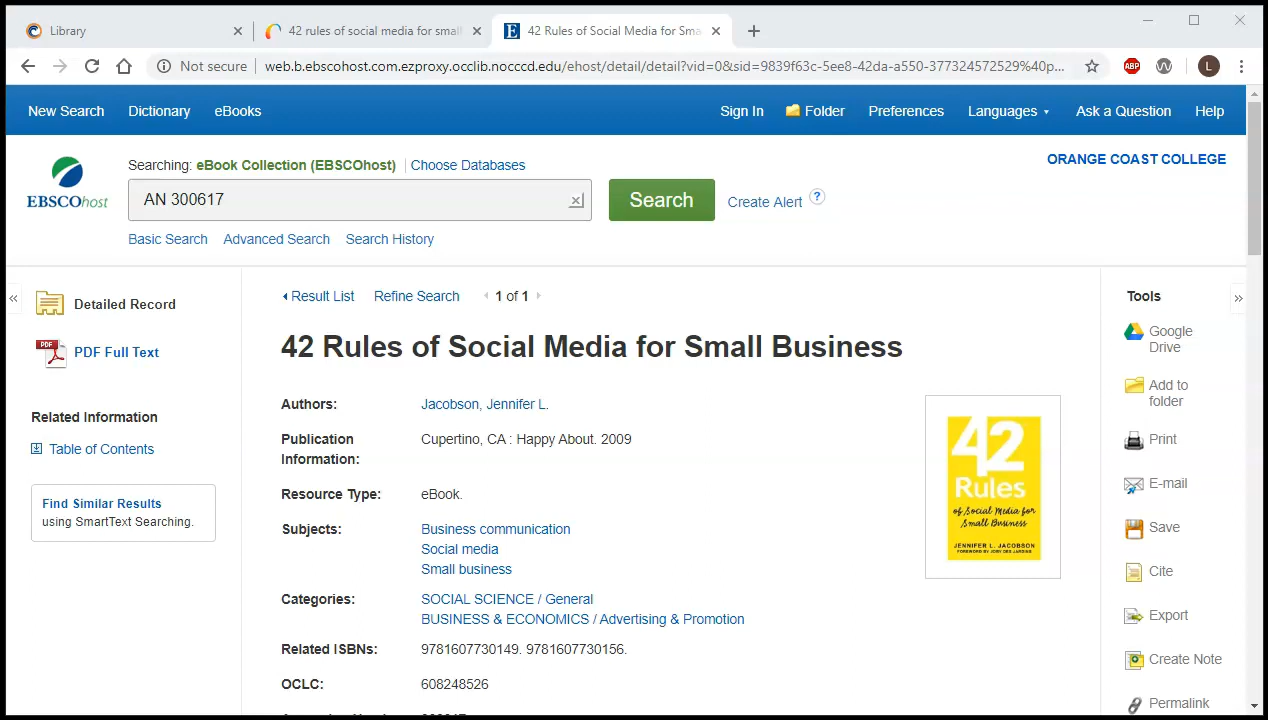 Library
42 rules of social media for small
42 Rules of Social Media for Sma
Not secure
web.b.ebscohost.com.ezproxy.occlib.nocccd.edu/ehost/detail/detail?vid=0&sid=9839f63c-5ee8-42da-a550-377324572529%40p...
ABP
L
New Search
Dictionary
eBooks
Sign In
Folder
Preferences
Languages
Ask a Question
Help
Searching: eBook Collection (EBSCOhost)
Choose Databases
ORANGE COAST COLLEGE
EBSCOhost
AN 300617
Search
Create Alert
?
Basic Search
Advanced Search
Search History
Detailed Record
PDF
PDF Full Text
Related Information
Table of Contents
Find Similar Results
using SmartText Searching.
Result List
Refine Search
1 of 1
42 Rules of Social Media for Small Business
Authors: Jacobson, Jennifer L.
Publication Information: Cupertino, CA : Happy About. 2009
Resource Type: eBook.
Subjects: Business communication
Social media
Small business
Categories: SOCIAL SCIENCE / General
BUSINESS & ECONOMICS / Advertising & Promotion
Related ISBNs: 9781607730149. 9781607730156.
OCLC: 608248526
42
Rules
of Social Media for
Small Business
JENNIFER L. JACOBSON
FOREWORD BY JORY DES JARDINS
Tools
Google
Drive
Add to
folder
Print
E-mail
Save
Cite
Export
Create Note
Permalink